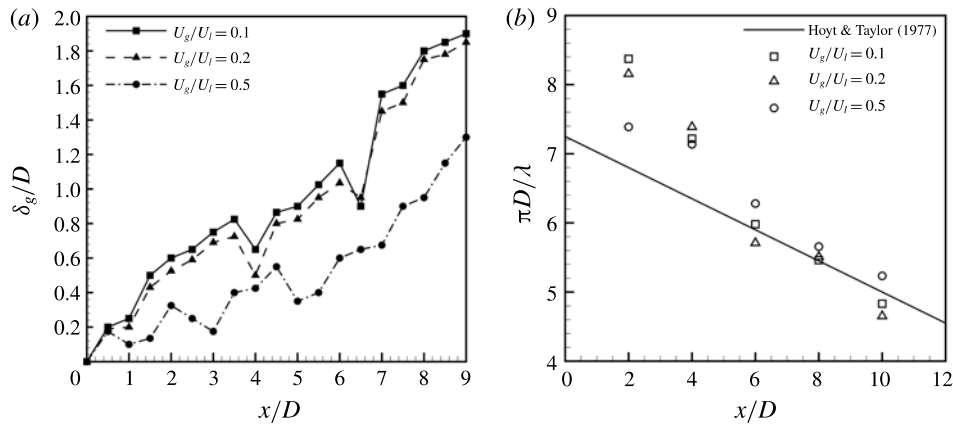 (a)
2.0
1.8
1.6
1.4
1.2
1.0
0.8
0.6
0.4
0.2
δg/D
Ug/Ul = 0.1
Ug/Ul = 0.2
Ug/Ul = 0.5
0 1 2 3 4 5 6 7 8 9
x/D
(b)
9
8
7
6
5
4
πD/λ
Hoyt & Taylor (1977)
Ug/Ul = 0.1
Ug/Ul = 0.2
Ug/Ul = 0.5
0 2 4 6 8 10 12
x/D